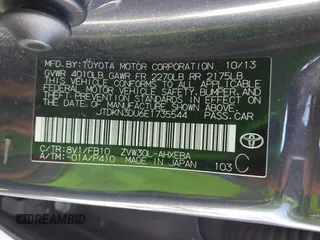 MFD. BY: TOYOTA MOTOR CORPORATION 10/13
GVWR 4010LB GAWR FR 2270LB RR 2175LB
THIS VEHICLE CONFORMS TO ALL APPLICABLE
FEDERAL MOTOR VEHICLE SAFETY, BUMPER, AND
THEFT PREVENTION STANDARDS IN EFFECT ON THE
DATE OF MANUFACTURE SHOWN ABOVE.
JTDKN3DU6E1735544 PASS.CAR
C/TR: 8V1/FB10 ZVW30L-AHXEBA
A/TM: -01A/P410 MADE IN JAPAN 103 C
TOYOTA
DREAMBID